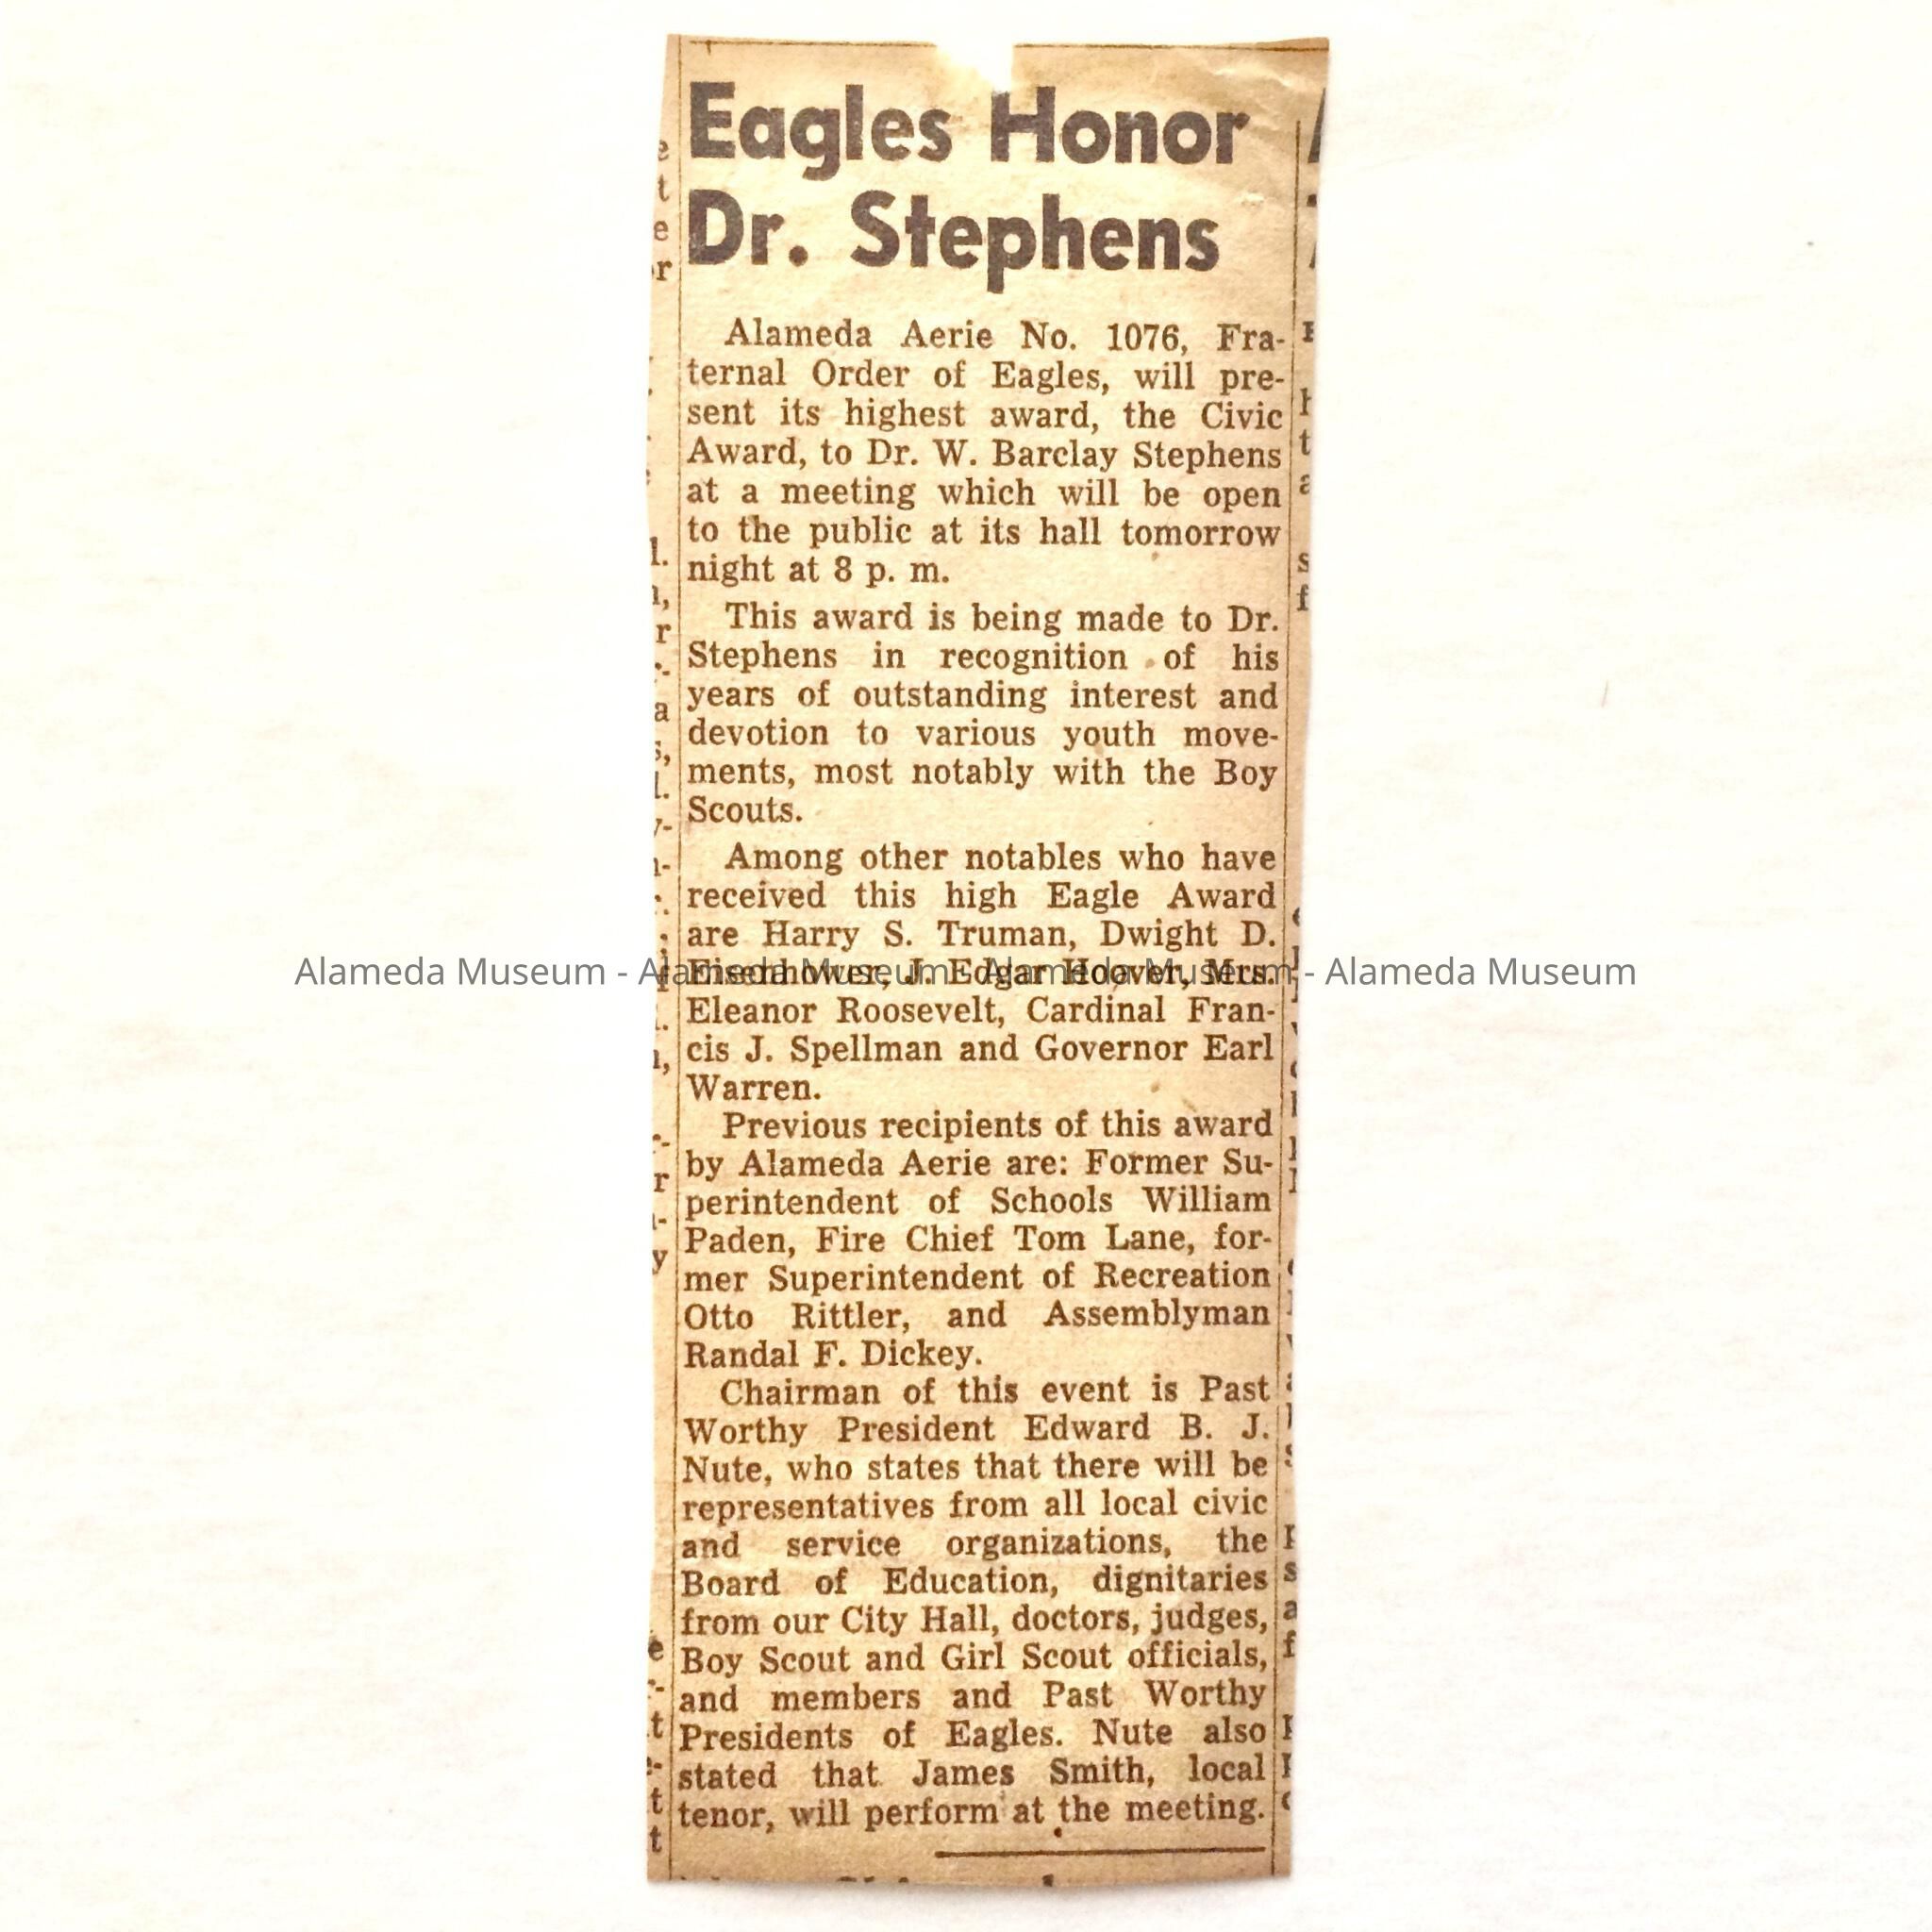 Eagles Honor
Dr. Stephens
Alameda Aerie No. 1076, Fra-
ternal Order of Eagles, will pre-
sent its highest award, the Civic
Award, to Dr. W. Barclay Stephens
at a meeting which will be open
to the public at its hall tomorrow
night at 8 p. m.
This award is being made to Dr.
Stephens in recognition of his
years of outstanding interest and
devotion to various youth move-
ments, most notably with the Boy
Scouts.
Among other notables who have
received this high Eagle Award
are Harry S. Truman, Dwight D.
Eisenhower, J. Edgar Hoover, Mrs.
Eleanor Roosevelt, Cardinal Fran-
cis J. Spellman and Governor Earl
Warren.
Previous recipients of this award
by Alameda Aerie are: Former Su-
perintendent of Schools William
Paden, Fire Chief Tom Lane, for-
mer Superintendent of Recreation
Otto Rittler, and Assemblyman
Randal F. Dickey.
Chairman of this event is Past
Worthy President Edward B. J.
Nute, who states that there will be
representatives from all local civic
and service organizations, the
Board of Education, dignitaries
from our City Hall, doctors, judges,
Boy Scout and Girl Scout officials,
and members and Past Worthy
Presidents of Eagles. Nute also
stated that James Smith, local
tenor, will perform at the meeting.
Alameda Museum - Alameda Museum - Alameda Museum - Alameda Museum